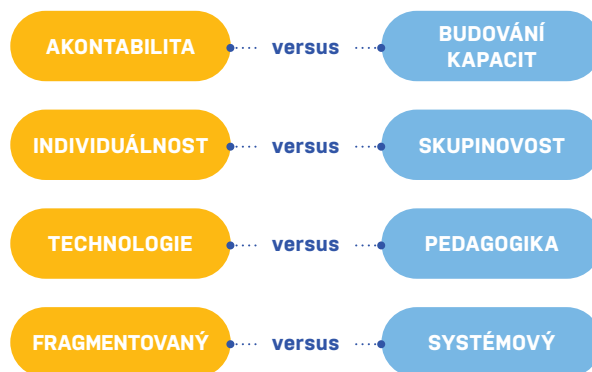 AKONTABILITA versus BUDOVÁNÍ
KAPACIT
INDIVIDUÁLNOST versus SKUPINOVOST
TECHNOLOGIE versus PEDAGOGIKA
FRAGMENTOVANÝ versus SYSTÉMOVÝ